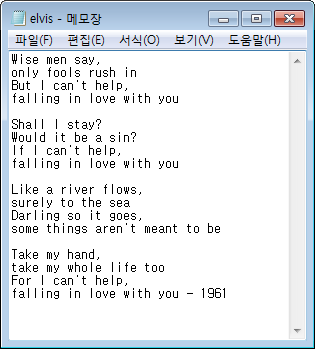 elvis - 메모장
파일(F) 편집(E) 서식(O) 보기(V) 도움말(H)
Wise men say,
only fools rush in
But I can't help,
falling in love with you
Shall I stay?
Would it be a sin?
If I can't help,
falling in love with you
Like a river flows,
surely to the sea
Darling so it goes,
some things aren't meant to be
Take my hand,
take my whole life too
For I can't help,
falling in love with you - 1961